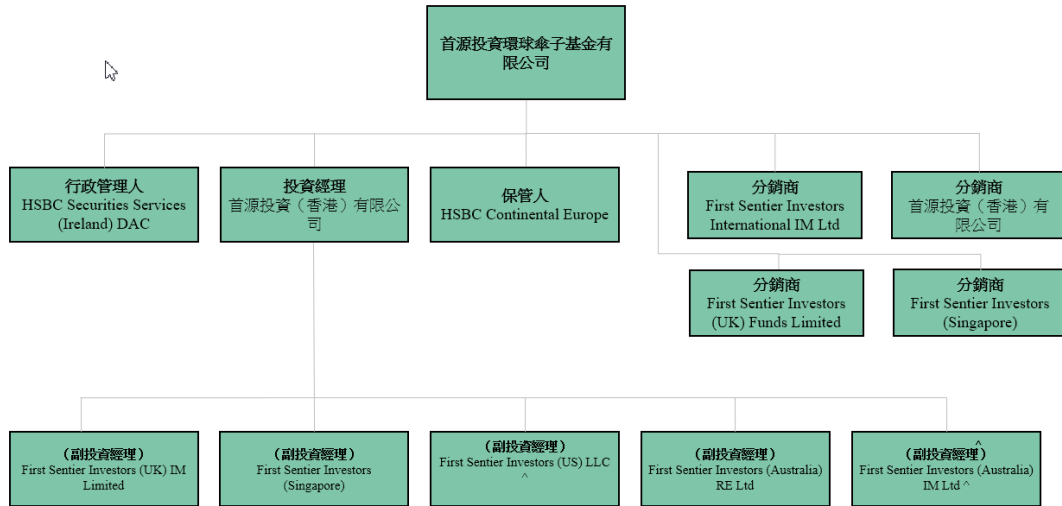 首源投資環球傘子基金有
限公司
行政管理人
HSBC Securities Services
(Ireland) DAC
投資經理
首源投資（香港）有限公
司
保管人
HSBC Continental Europe
分銷商
First Sentier Investors
International IM Ltd
分銷商
首源投資（香港）有
限公司
分銷商
First Sentier Investors
(UK) Funds Limited
分銷商
First Sentier Investors
(Singapore)
（副投資經理）
First Sentier Investors (UK) IM
Limited
（副投資經理）
First Sentier Investors
(Singapore)
（副投資經理）
First Sentier Investors (US) LLC
^
（副投資經理）
First Sentier Investors (Australia)
RE Ltd
^
（副投資經理）
First Sentier Investors (Australia)
IM Ltd ^